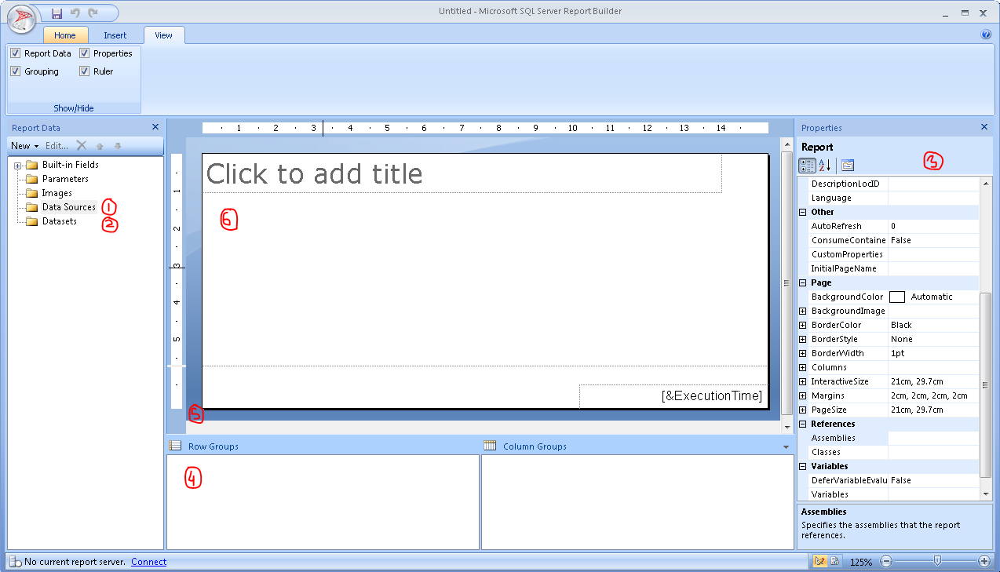 Untitled - Microsoft SQL Server Report Builder
Home Insert View
Report Data Properties
Grouping Ruler
Show/Hide
Report Data
New Edit...
Built-in Fields
Parameters
Images
Data Sources 1
Datasets 2
1 2 3 4 5 6 7 8 9 10 11 12 13 14
1
2
3
4
5
Click to add title
6
[&ExecutionTime]
5
Row Groups
4
Column Groups
Properties
Report
3
DescriptionLocID
Language
Other
AutoRefresh 0
ConsumeContaine False
CustomProperties
InitialPageName
Page
BackgroundColor Automatic
BackgroundImage
BorderColor Black
BorderStyle None
BorderWidth 1pt
Columns
InteractiveSize 21cm, 29.7cm
Margins 2cm, 2cm, 2cm, 2cm
PageSize 21cm, 29.7cm
References
Assemblies
Classes
Variables
DeferVariableEvalu False
Variables
Assemblies
Specifies the assemblies that the report
references.
No current report server. Connect
125%